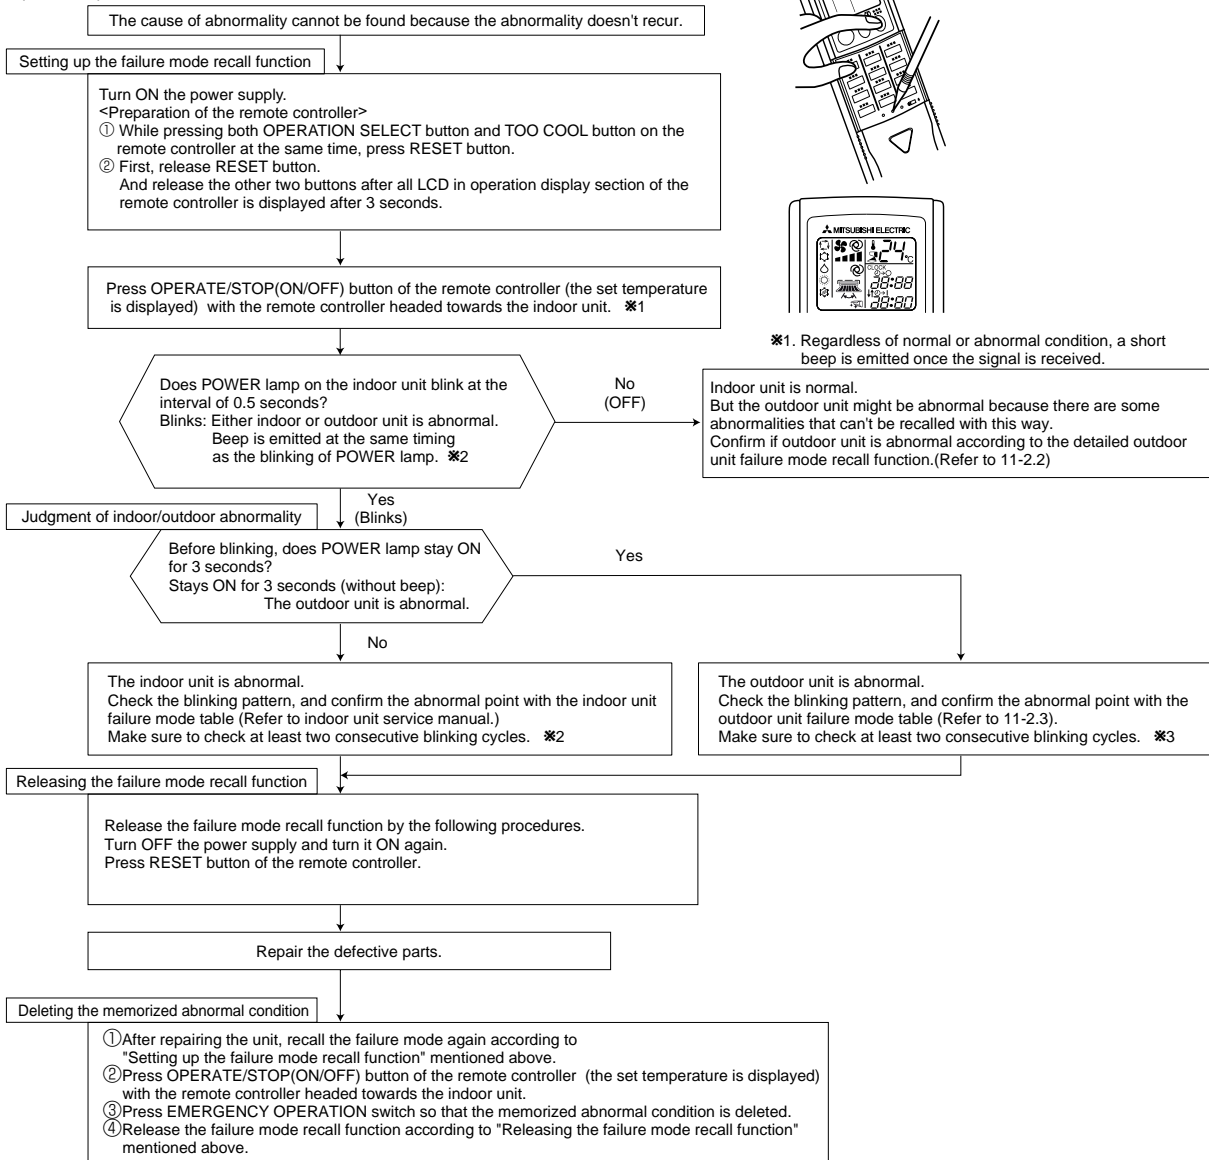 The cause of abnormality cannot be found because the abnormality doesn't recur.
Setting up the failure mode recall function
Turn ON the power supply.
<Preparation of the remote controller>
① While pressing both OPERATION SELECT button and TOO COOL button on the
remote controller at the same time, press RESET button.
② First, release RESET button.
And release the other two buttons after all LCD in operation display section of the
remote controller is displayed after 3 seconds.
MITSUBISHI ELECTRIC
24°C
CLOCK
88:88
88:80
Press OPERATE/STOP(ON/OFF) button of the remote controller (the set temperature
is displayed) with the remote controller headed towards the indoor unit. ※1
※1. Regardless of normal or abnormal condition, a short
beep is emitted once the signal is received.
Does POWER lamp on the indoor unit blink at the
interval of 0.5 seconds?
Blinks: Either indoor or outdoor unit is abnormal.
Beep is emitted at the same timing
as the blinking of POWER lamp. ※2
No
(OFF)
Indoor unit is normal.
But the outdoor unit might be abnormal because there are some
abnormalities that can't be recalled with this way.
Confirm if outdoor unit is abnormal according to the detailed outdoor
unit failure mode recall function.(Refer to 11-2.2)
Yes
(Blinks)
Judgment of indoor/outdoor abnormality
Before blinking, does POWER lamp stay ON
for 3 seconds?
Stays ON for 3 seconds (without beep):
The outdoor unit is abnormal.
Yes
No
The indoor unit is abnormal.
Check the blinking pattern, and confirm the abnormal point with the indoor unit
failure mode table (Refer to indoor unit service manual.)
Make sure to check at least two consecutive blinking cycles. ※2
The outdoor unit is abnormal.
Check the blinking pattern, and confirm the abnormal point with the
outdoor unit failure mode table (Refer to 11-2.3).
Make sure to check at least two consecutive blinking cycles. ※3
Releasing the failure mode recall function
Release the failure mode recall function by the following procedures.
Turn OFF the power supply and turn it ON again.
Press RESET button of the remote controller.
Repair the defective parts.
Deleting the memorized abnormal condition
①After repairing the unit, recall the failure mode again according to
"Setting up the failure mode recall function" mentioned above.
②Press OPERATE/STOP(ON/OFF) button of the remote controller (the set temperature is displayed)
with the remote controller headed towards the indoor unit.
③Press EMERGENCY OPERATION switch so that the memorized abnormal condition is deleted.
④Release the failure mode recall function according to "Releasing the failure mode recall function"
mentioned above.